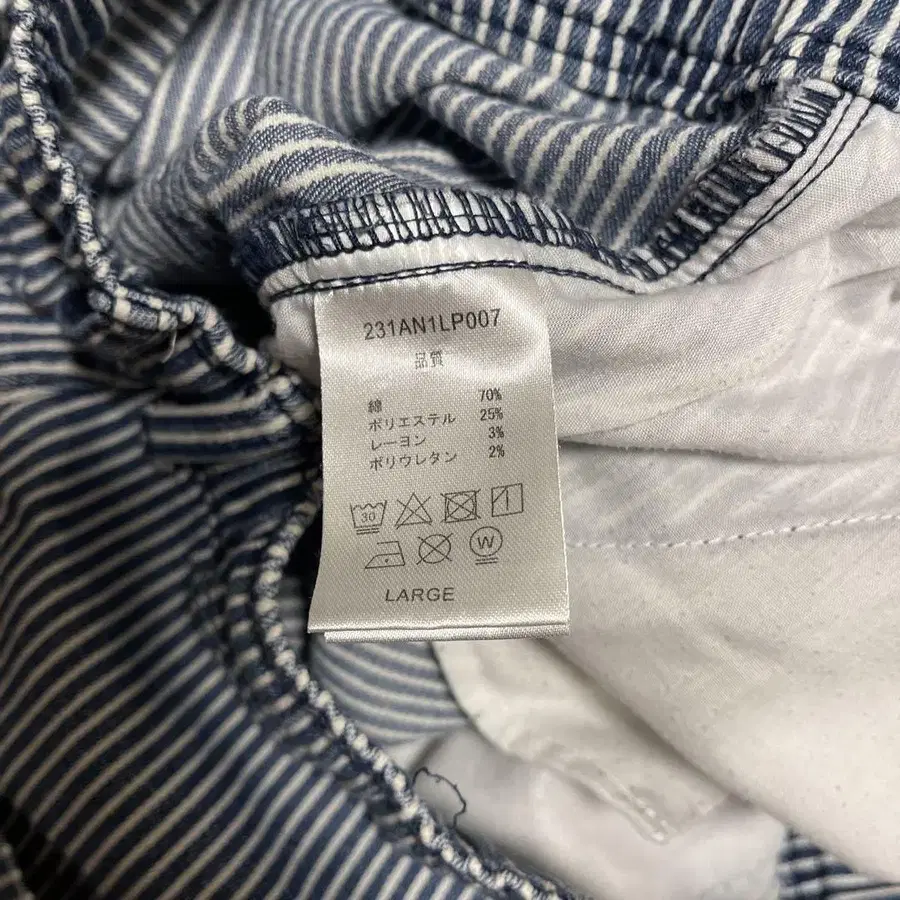 231AN1LP007
品質
綿 70%
ポリエステル 25%
レーヨン 3%
ポリウレタン 2%
30
W
LARGE